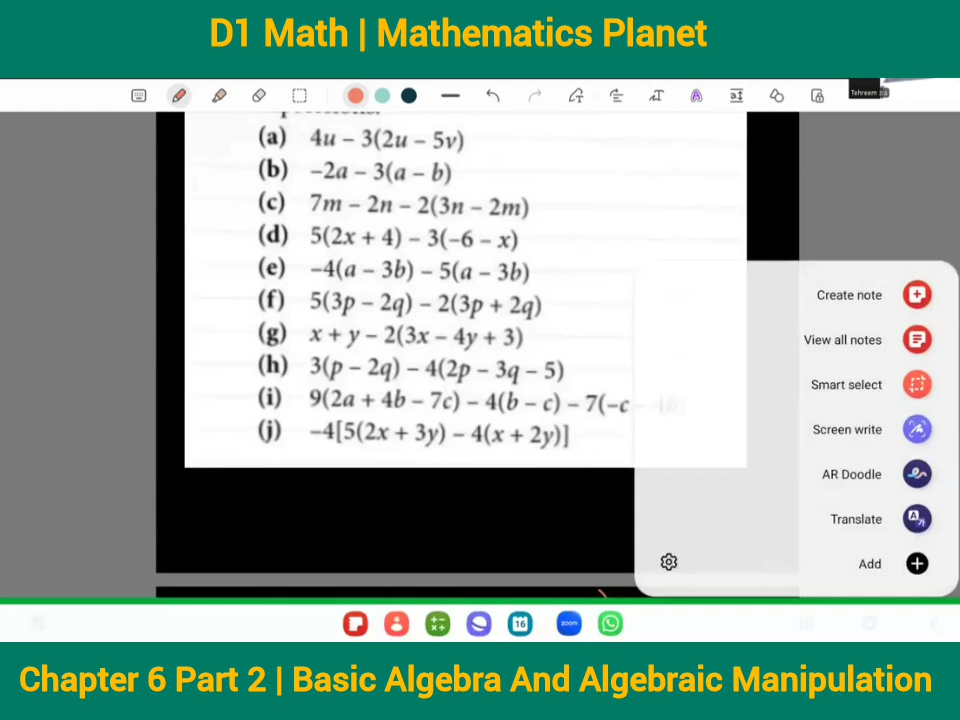 D1 Math | Mathematics Planet
Tehreem
(a) 4u – 3(2u – 5v)
(b) –2a – 3(a – b)
(c) 7m – 2n – 2(3n – 2m)
(d) 5(2x + 4) – 3(–6 – x)
(e) –4(a – 3b) – 5(a – 3b)
(f) 5(3p – 2q) – 2(3p + 2q)
(g) x + y – 2(3x – 4y + 3)
(h) 3(p – 2q) – 4(2p – 3q – 5)
(i) 9(2a + 4b – 7c) – 4(b – c) – 7(–c
(j) –4[5(2x + 3y) – 4(x + 2y)]
Create note
View all notes
Smart select
Screen write
AR Doodle
Translate
Add
16
zoom
Chapter 6 Part 2 | Basic Algebra And Algebraic Manipulation